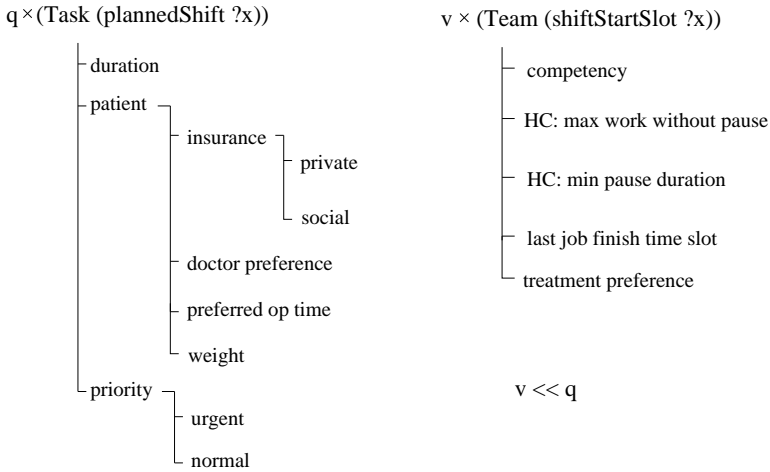 q × (Task (plannedShift ?x))
duration
patient
insurance
private
social
doctor preference
preferred op time
weight
priority
urgent
normal
v × (Team (shiftStartSlot ?x))
competency
HC: max work without pause
HC: min pause duration
last job finish time slot
treatment preference
v << q